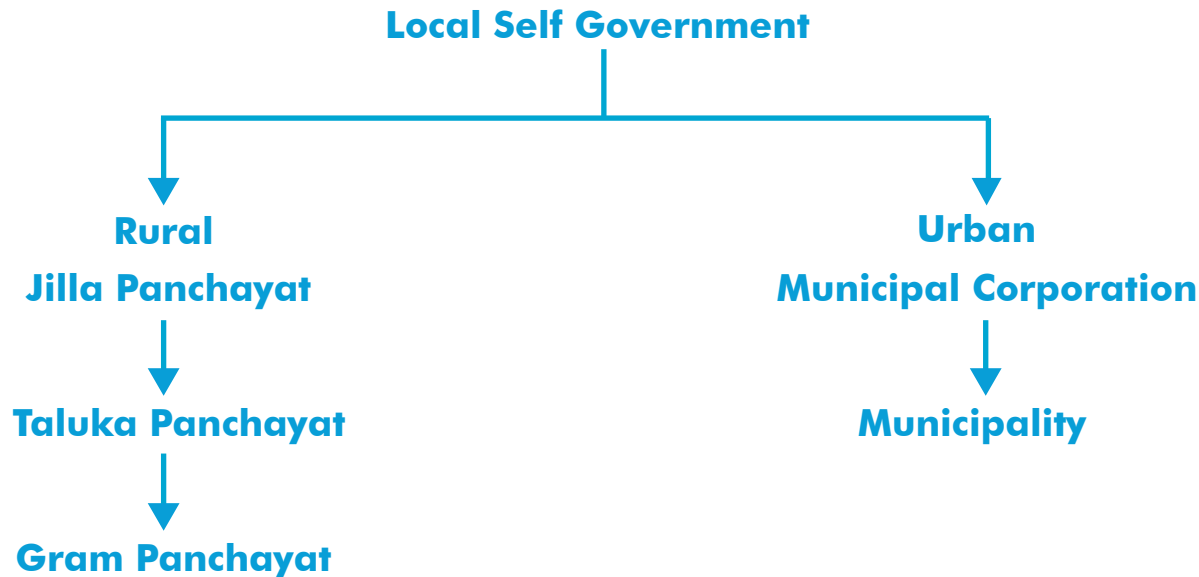 Local Self Government
Rural
Urban
Jilla Panchayat
Municipal Corporation
Taluka Panchayat
Municipality
Gram Panchayat